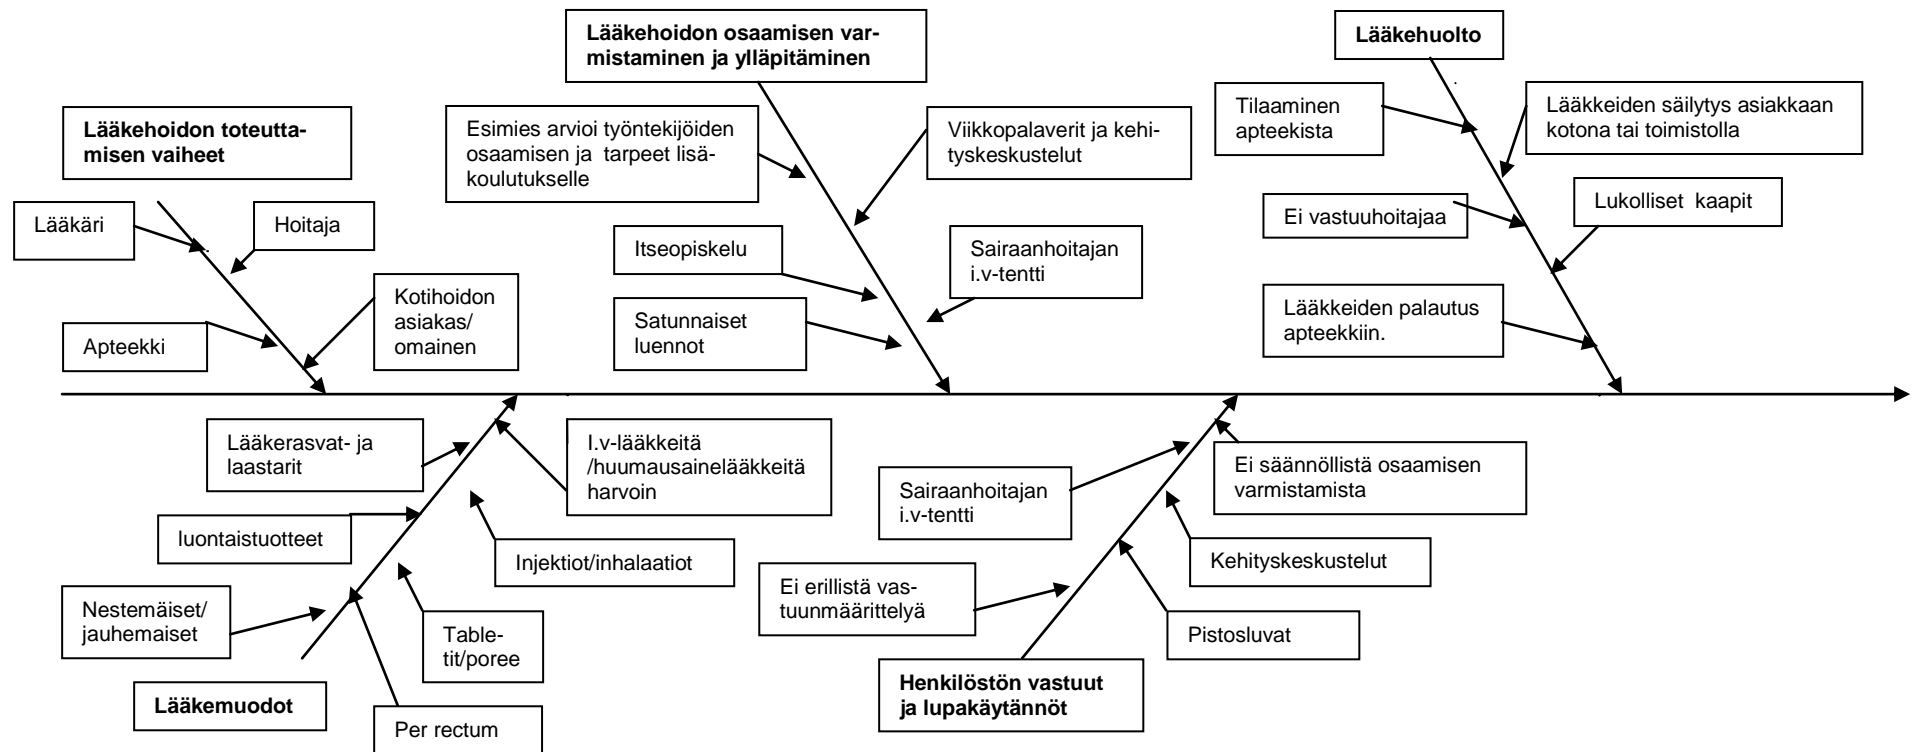 Lääkehoidon osaamisen var-
mistaminen ja ylläpitäminen
Lääkehuolto
Lääkehoidon toteutta-
misen vaiheet
Esimies arvioi työntekijöiden
osaamisen ja tarpeet lisä-
koulutukselle
Viikkopalaverit ja kehi-
tyskeskustelut
Tilaaminen
apteekista
Lääkkeiden säilytys asiakkaan
kotona tai toimistolla
Lääkäri
Hoitaja
Itseopiskelu
Sairaanhoitajan
i.v-tentti
Ei vastuuhoitajaa
Lukolliset kaapit
Apteekki
Kotihoidon
asiakas/
omainen
Satunnaiset
luennot
Lääkkeiden palautus
apteekkiin.
Lääkerasvat- ja
laastarit
I.v-lääkkeitä
/huumausainelääkkeitä
harvoin
Sairaanhoitajan
i.v-tentti
Ei säännöllistä osaamisen
varmistamista
luontaistuotteet
Injektiot/inhalaatiot
Kehityskeskustelut
Nestemäiset/
jauhemaiset
Table-
tit/poree
Ei erillistä vas-
tuunmäärittelyä
Pistosluvat
Lääkemuodot
Per rectum
Henkilöstön vastuut
ja lupakäytännöt